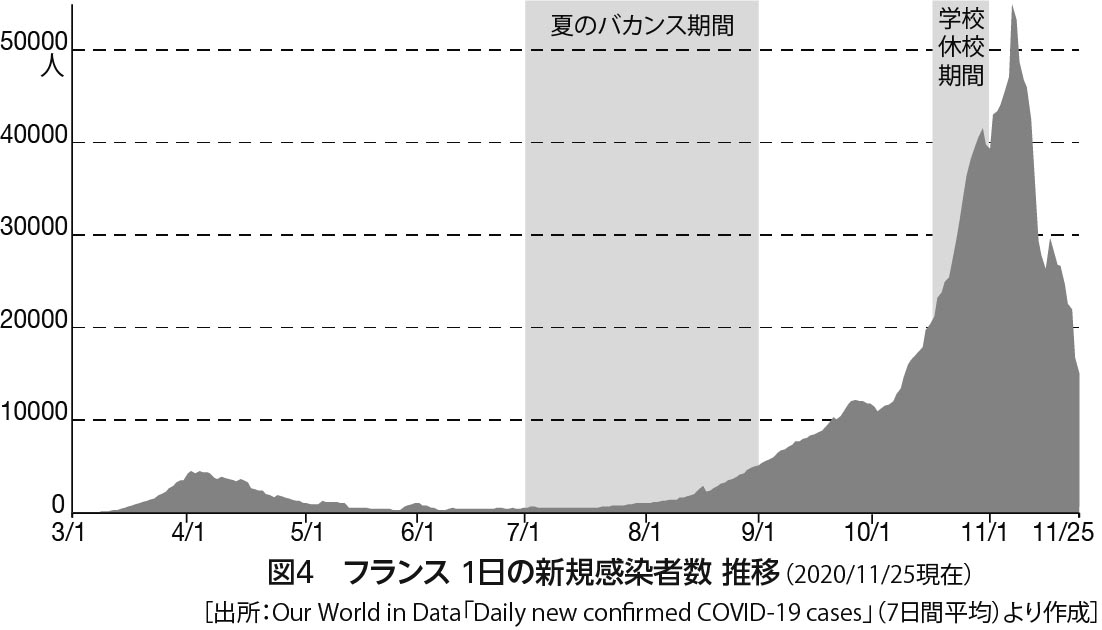 夏のバカンス期間
学校
休校
期間
50000
人
40000
30000
20000
10000
0
3/1 4/1 5/1 6/1 7/1 8/1 9/1 10/1 11/1 11/25
図4 フランス 1日の新規感染者数 推移(2020/11/25現在)
[出所:Our World in Data「Daily new confirmed COVID-19 cases」(7日間平均)より作成]